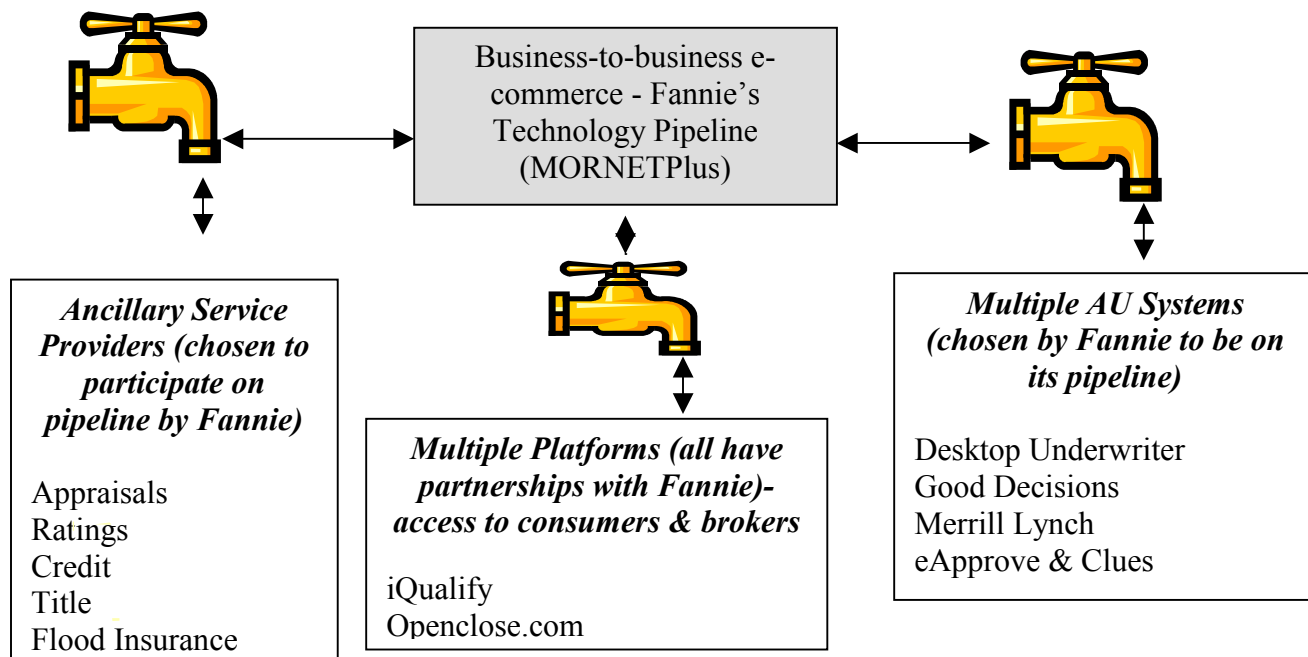 Business-to-business e-
commerce - Fannie's
Technology Pipeline
(MORNETPlus)
Ancillary Service
Providers (chosen to
participate on
pipeline by Fannie)
Appraisals
Ratings
Credit
Title
Flood Insurance
Multiple Platforms (all have
partnerships with Fannie)-
access to consumers & brokers
iQualify
Openclose.com
Multiple AU Systems
(chosen by Fannie to be on
its pipeline)
Desktop Underwriter
Good Decisions
Merrill Lynch
eApprove & Clues